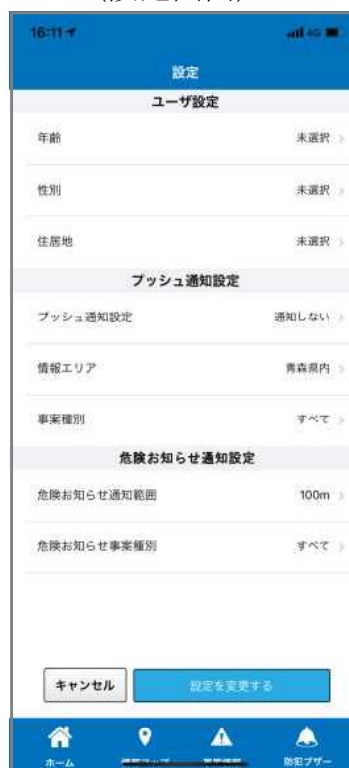 16:11
4G
設定
ユーザ設定
年齢 未選択
性別 未選択
住居地 未選択
プッシュ通知設定
プッシュ通知設定 通知しない
情報エリア 青森県内
事案種別 すべて
危険お知らせ通知設定
危険お知らせ通知範囲 100m
危険お知らせ事案種別 すべて
キャンセル 設定を変更する
ホーム 防犯ブザー